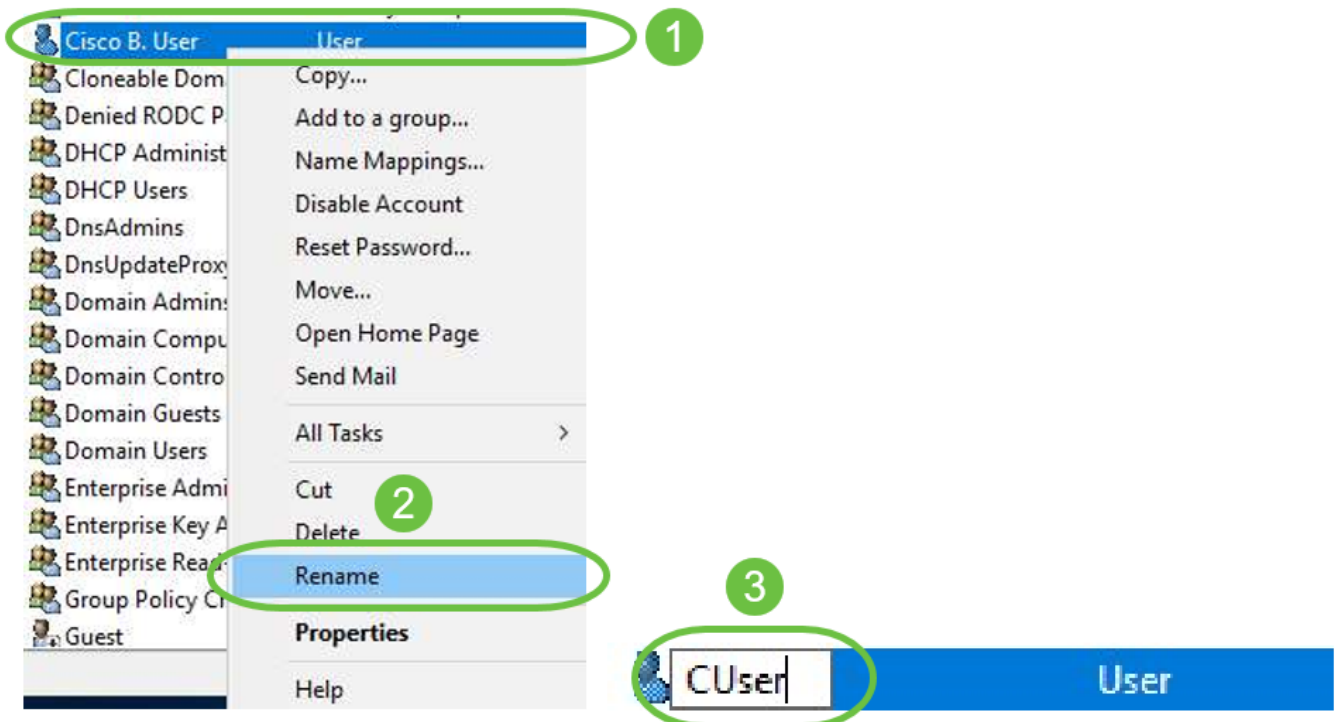 1
Cisco B. User User
Cloneable Dom
Denied RODC P
DHCP Administ
DHCP Users
DnsAdmins
DnsUpdateProxy
Domain Admins
Domain Compu
Domain Contro
Domain Guests
Domain Users
Enterprise Admi
Enterprise Key A
Enterprise Read-
Group Policy Cr
Guest
Copy...
Add to a group...
Name Mappings...
Disable Account
Reset Password...
Move...
Open Home Page
Send Mail
All Tasks >
Cut
2
Delete
Rename
Properties
Help
3
CUser User